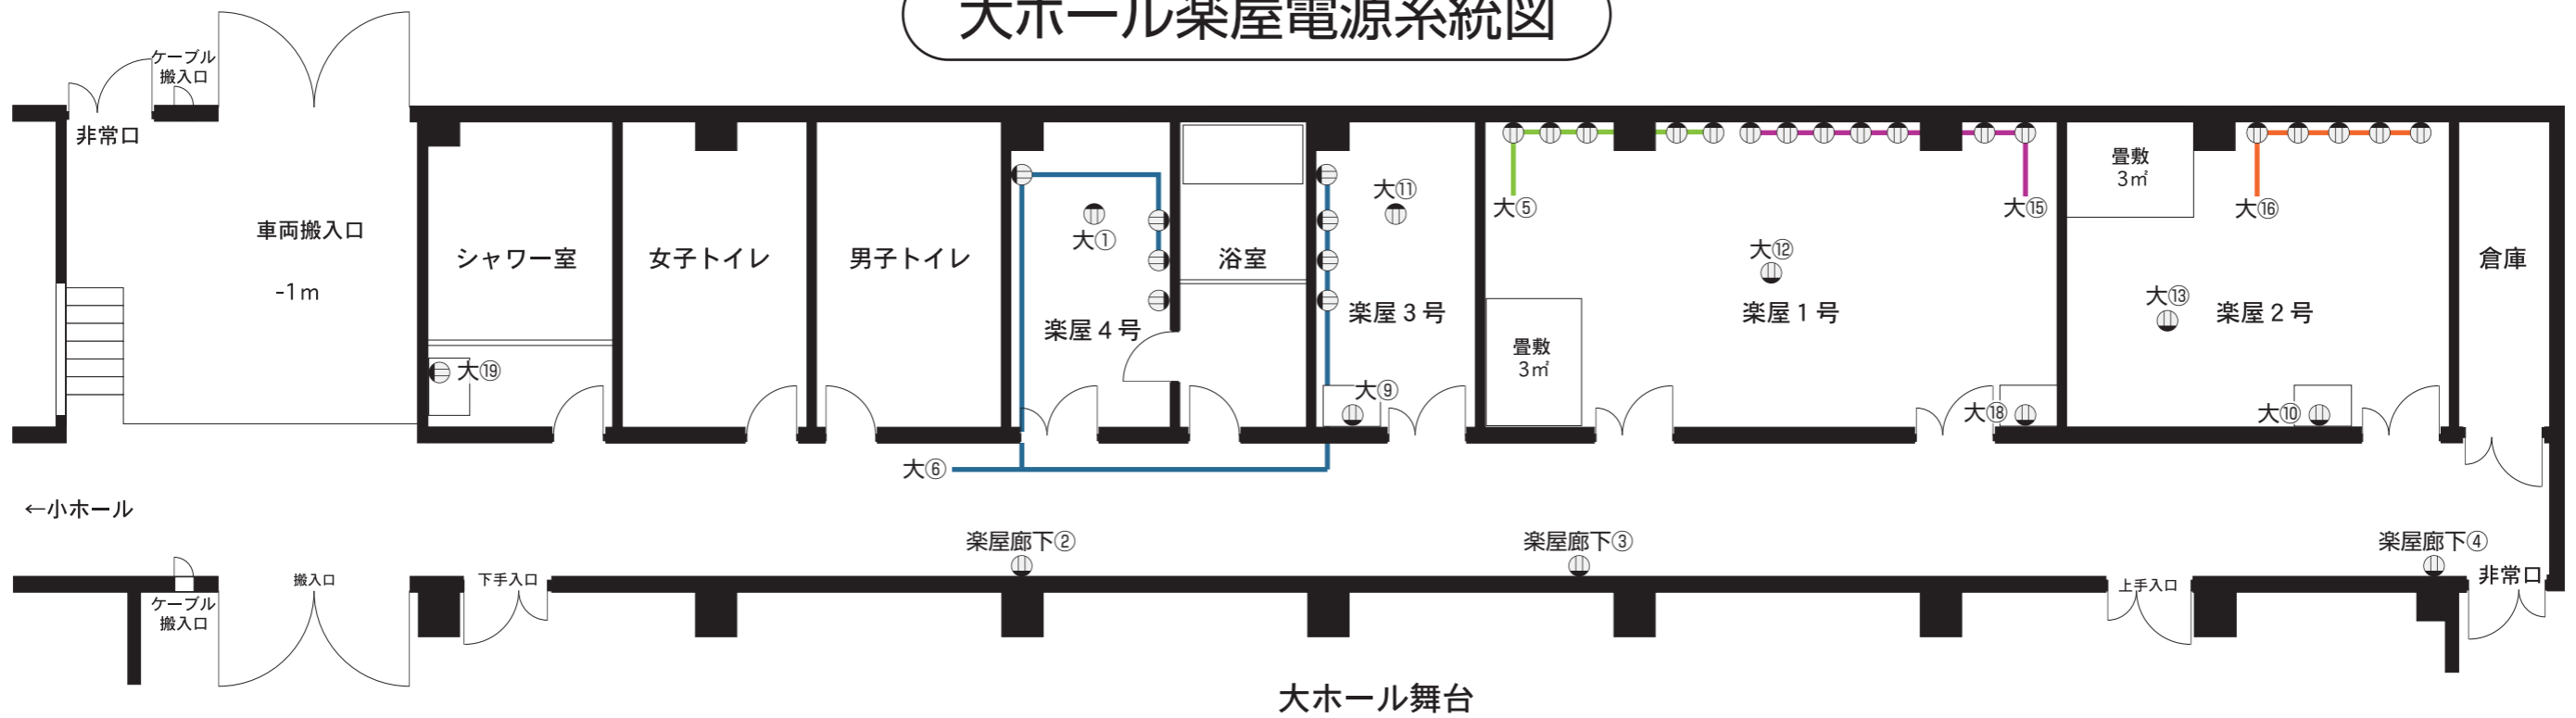 大ホール楽屋電源系統図
ケーブル
搬入口
非常口
車両搬入口
-1m
シャワー室
大⑲
女子トイレ
男子トイレ
大①
楽屋4号
浴室
大⑪
楽屋3号
大⑨
大⑤
大⑮
大⑫
楽屋1号
畳敷
3㎡
大⑱
畳敷
3㎡
大⑯
大⑬
楽屋2号
大⑩
倉庫
大⑥
←小ホール
楽屋廊下②
楽屋廊下③
楽屋廊下④
搬入口
下手入口
上手入口
非常口
ケーブル
搬入口
大ホール舞台